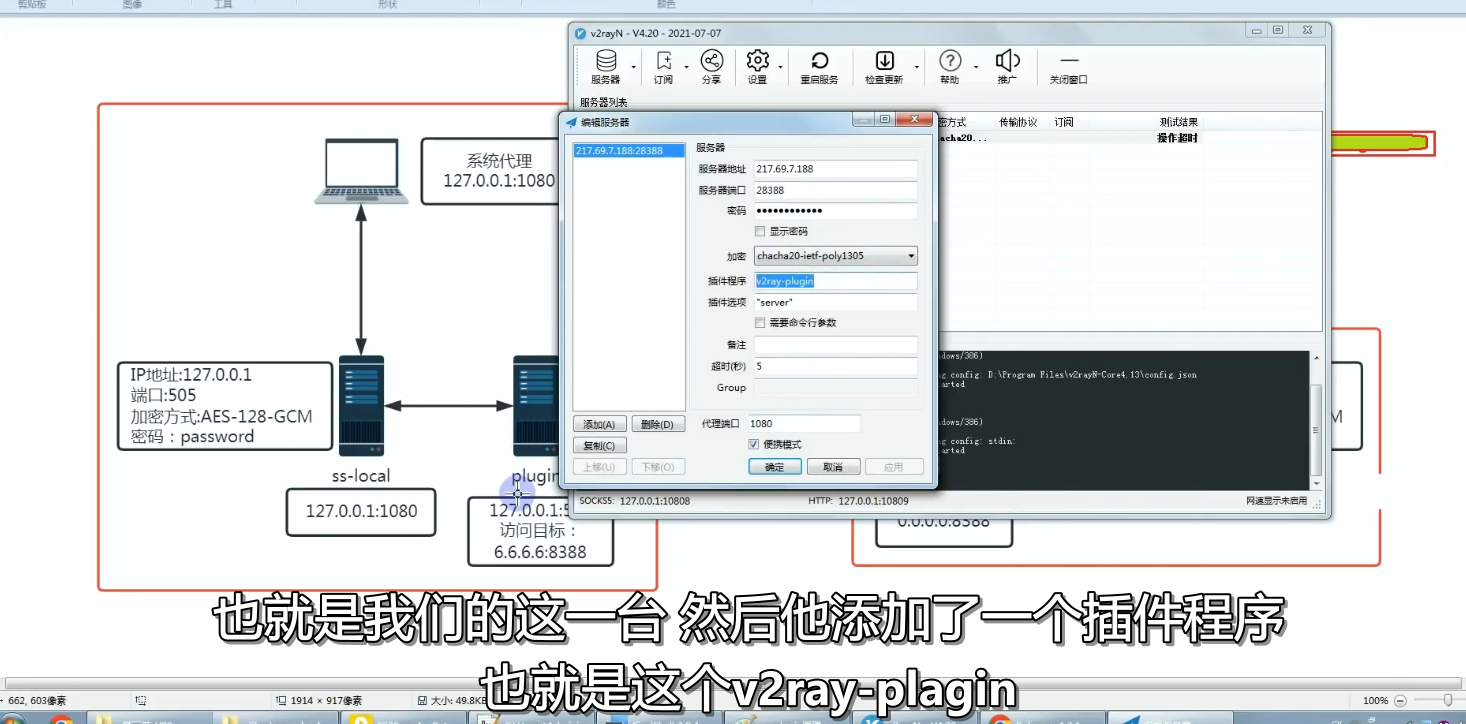 剪贴板
图像
工具
形状
颜色
v2rayN - V4.20 - 2021-07-07
服务器
订阅
分享
设置
重启服务
检查更新
帮助
推广
关闭窗口
服务器列表
密方式
传输协议
订阅
测试结果
acha20...
操作超时
编辑服务器
217.69.7.188:28388
服务器
服务器地址
217.69.7.188
服务器端口
28388
密码
显示密码
加密
chacha20-ietf-poly1305
插件程序
v2ray-plugin
插件选项
"server"
需要命令行参数
备注
超时(秒)
5
Group
添加(A)
删除(D)
代理端口
1080
复制(C)
便携模式
上移(U)
下移(O)
确定
取消
应用
dows/386)
g config: D:\Program Files\v2rayN-Core4.13\config.json
arted
ndows/386)
g config: stdin:
arted
SOCKS5: 127.0.0.1:10808
HTTP: 127.0.0.1:10809
网速显示未启用
系统代理
127.0.0.1:1080
IP地址:127.0.0.1
端口:505
加密方式:AES-128-GCM
密码：password
ss-local
127.0.0.1:1080
plugin
127.0.0.1:5
访问目标：
6.6.6.6:8388
M
0.0.0.0:8388
也就是我们的这一台 然后他添加了一个插件程序
也就是这个v2ray-plagin
662, 603像素
1914 × 917像素
大小: 49.8K
100%